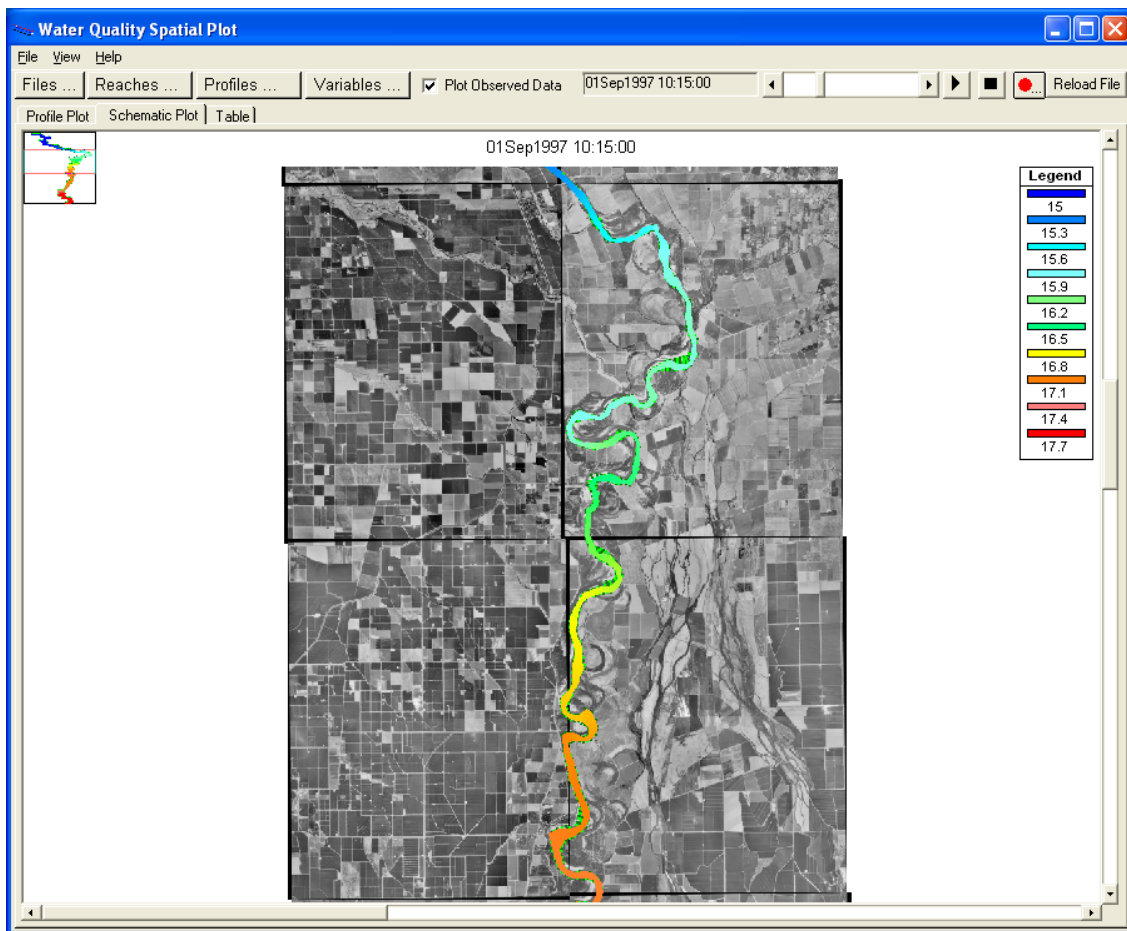 Water Quality Spatial Plot
File View Help
Files ... Reaches ... Profiles ... Variables ... Plot Observed Data 01Sep1997 10:15:00 ... Reload File
Profile Plot Schematic Plot Table
01Sep1997 10:15:00
Legend
15
15.3
15.6
15.9
16.2
16.5
16.8
17.1
17.4
17.7